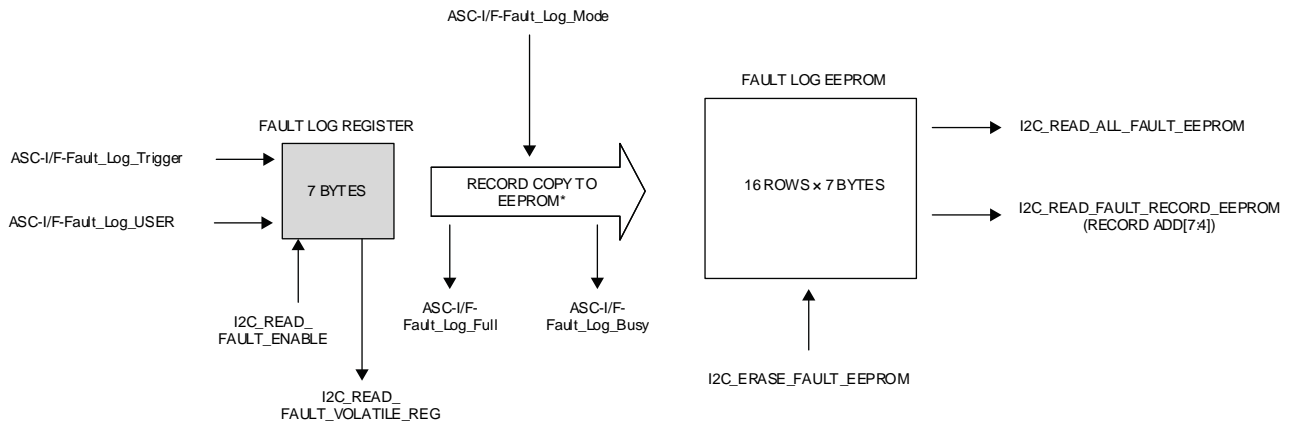 ASC-I/F-Fault_Log_Mode
FAULT LOG EEPROM
FAULT LOG REGISTER
ASC-I/F-Fault_Log_Trigger
ASC-I/F-Fault_Log_USER
7 BYTES
RECORD COPY TO
EEPROM*
16 ROWS × 7 BYTES
I2C_READ_ALL_FAULT_EEPROM
I2C_READ_FAULT_RECORD_EEPROM
(RECORD ADD[7:4])
I2C_READ_
FAULT_ENABLE
ASC-I/F-
Fault_Log_Full
ASC-I/F-
Fault_Log_Busy
I2C_ERASE_FAULT_EEPROM
I2C_READ_
FAULT_VOLATILE_REG